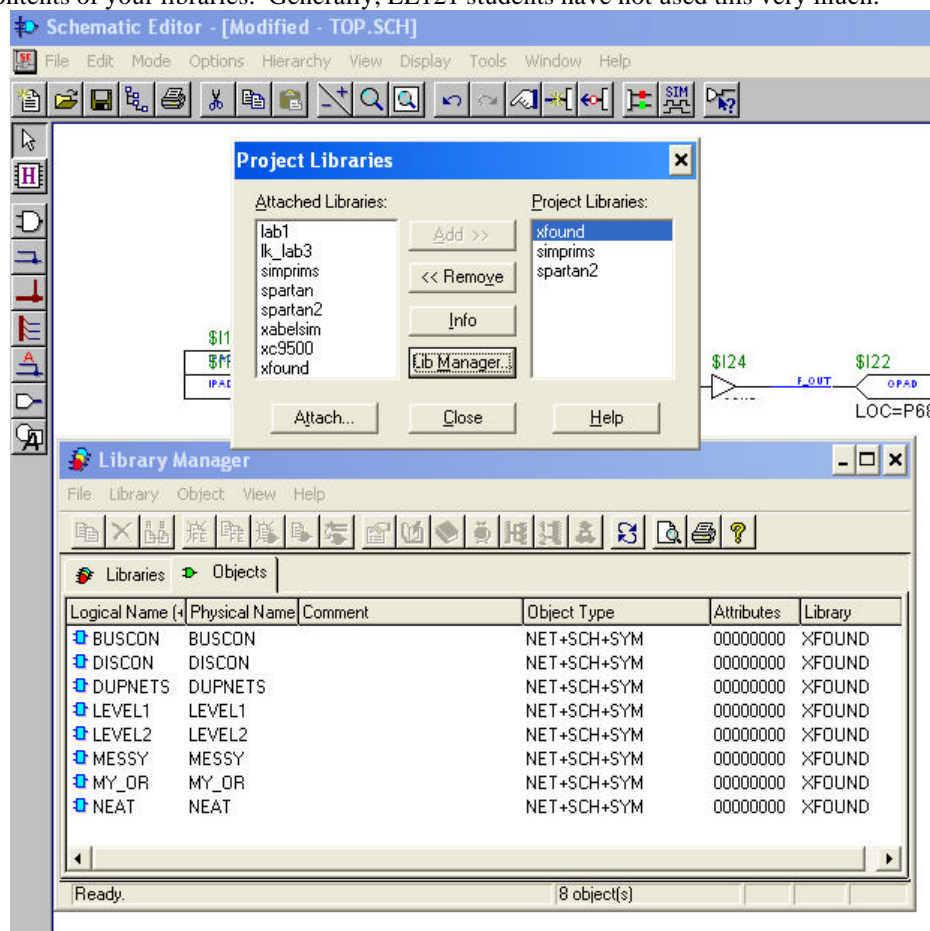 contents of your libraries. Generally, EE121 students have not used this very much.
Schematic Editor - [Modified - TOP.SCH]
File Edit Mode Options Hierarchy View Display Tools Window Help
SIM
H
Project Libraries
Attached Libraries:
Project Libraries:
lab1
lk_lab3
simprims
spartan
spartan2
xabelsim
xc9500
xfound
Add >>
<< Remove
Info
Lib Manager...
xfound
simprims
spartan2
Attach...
Close
Help
$I1
IPAD
$I24
F_OUT
$I22
OPAD
LOC=P68
Library Manager
File Library Object View Help
Libraries
Objects
Logical Name (+ Physical Name Comment Object Type Attributes Library
BUSCON BUSCON NET+SCH+SYM 00000000 XFOUND
DISCON DISCON NET+SCH+SYM 00000000 XFOUND
DUPNETS DUPNETS NET+SCH+SYM 00000000 XFOUND
LEVEL1 LEVEL1 NET+SCH+SYM 00000000 XFOUND
LEVEL2 LEVEL2 NET+SCH+SYM 00000000 XFOUND
MESSY MESSY NET+SCH+SYM 00000000 XFOUND
MY_OR MY_OR NET+SCH+SYM 00000000 XFOUND
NEAT NEAT NET+SCH+SYM 00000000 XFOUND
Ready.
8 object(s)